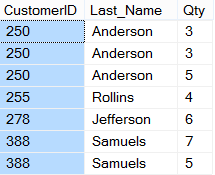 CustomerID Last_Name Qty
250 Anderson 3
250 Anderson 3
250 Anderson 5
255 Rollins 4
278 Jefferson 6
388 Samuels 7
388 Samuels 5